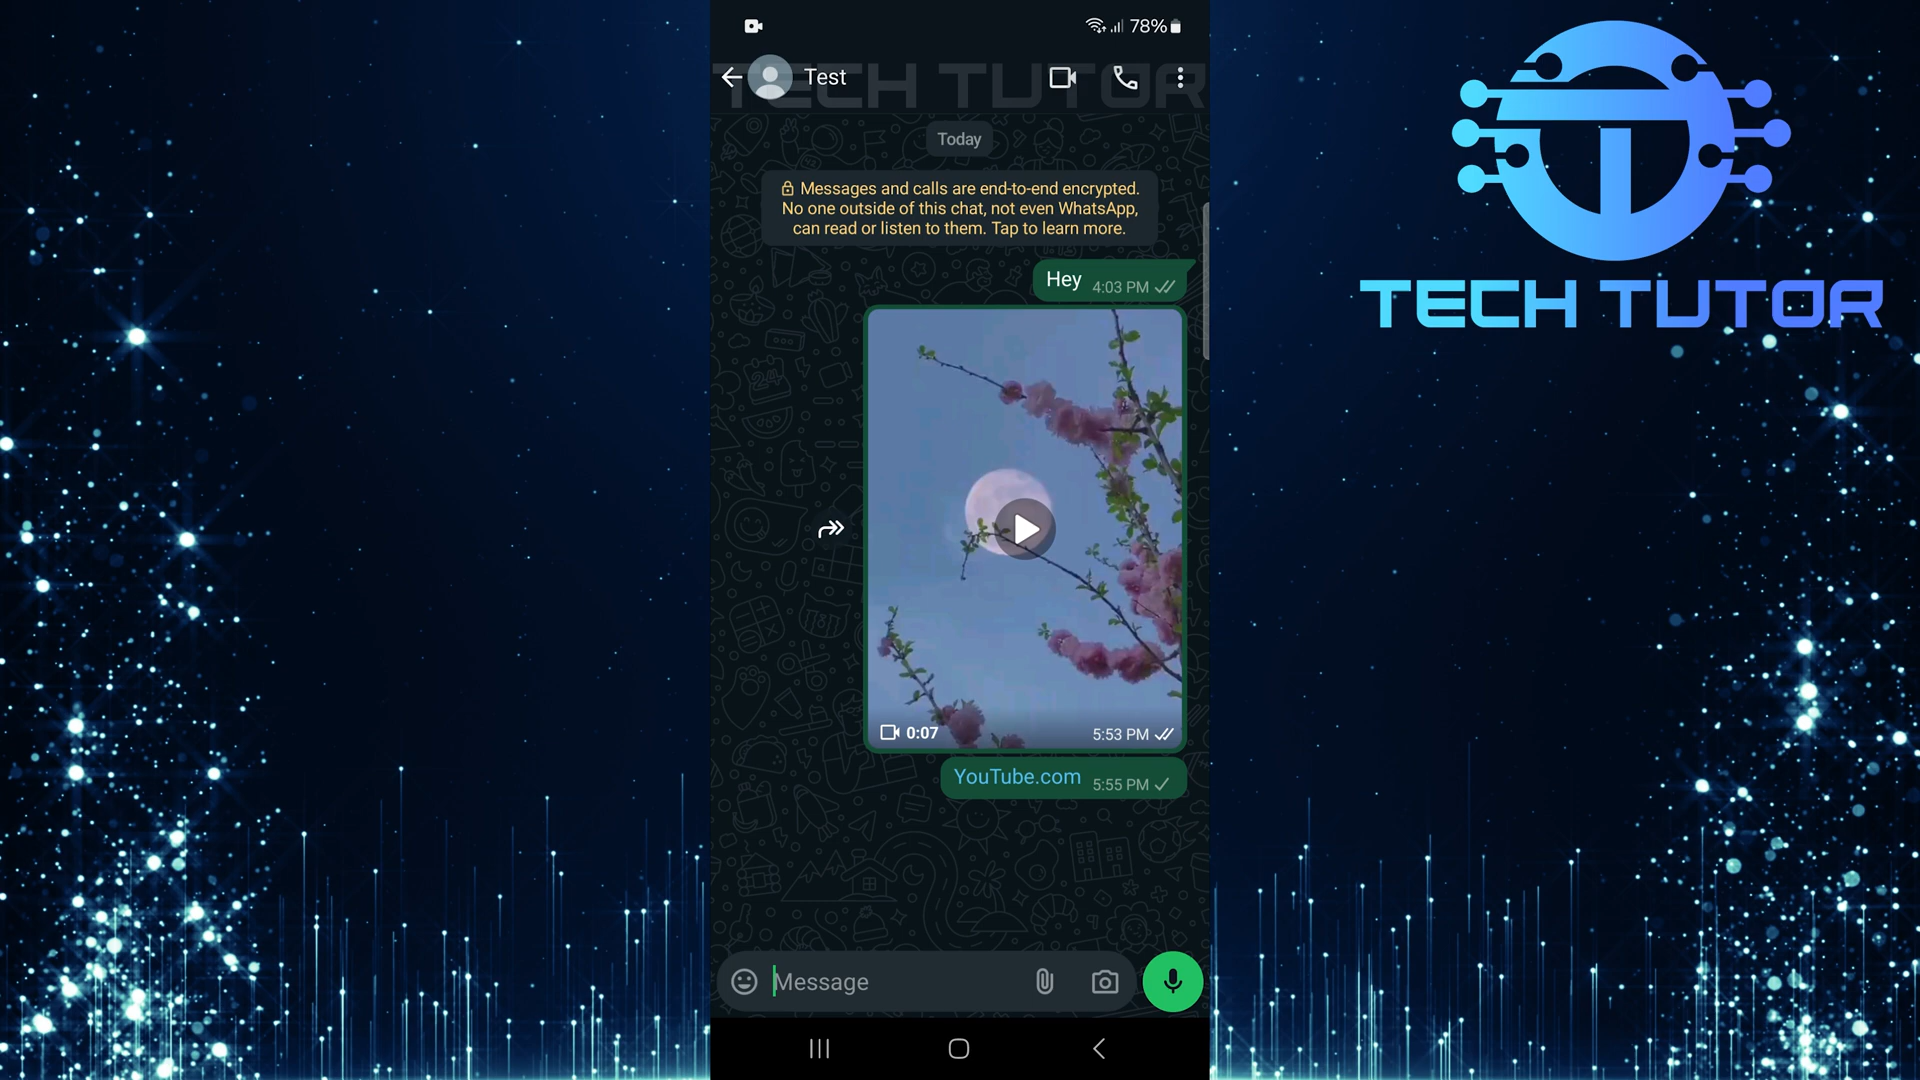 78%
TECH TUTOR
Test
Today
Messages and calls are end-to-end encrypted.
No one outside of this chat, not even WhatsApp,
can read or listen to them. Tap to learn more.
Hey 4:03 PM
0:07 5:53 PM
YouTube.com 5:55 PM
Message
TECH TUTOR